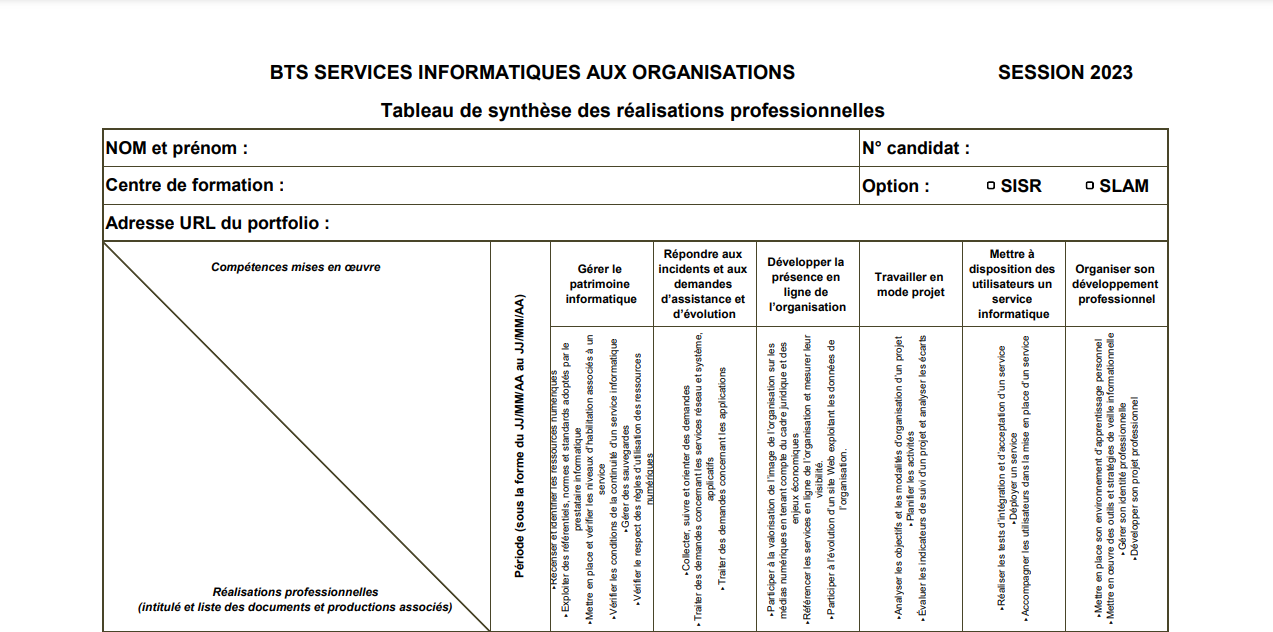 BTS SERVICES INFORMATIQUES AUX ORGANISATIONS SESSION 2023
Tableau de synthèse des réalisations professionnelles
NOM et prénom : N° candidat :
Centre de formation : Option : SISR SLAM
Adresse URL du portfolio :
Compétences mises en œuvre
Réalisations professionnelles
(intitulé et liste des documents et productions associés)
Période (sous la forme du JJ/MM/AA au JJ/MM/AA)
Gérer le
patrimoine
informatique
Répondre aux
incidents et aux
demandes
d'assistance et
d'évolution
Développer la
présence en
ligne de
l'organisation
Travailler en
mode projet
Mettre à
disposition des
utilisateurs un
service
informatique
Organiser son
développement
professionnel
‣Recenser et identifier les ressources numériques
‣Exploiter des référentiels, normes et standards adoptés par le
prestataire informatique
‣Mettre en place et vérifier les niveaux d'habilitation associés à un
service
‣Vérifier les conditions de la continuité d'un service informatique
‣Gérer des sauvegardes
‣Vérifier le respect des règles d'utilisation des ressources
numériques
‣Collecter, suivre et orienter des demandes
‣Traiter des demandes concernant les services réseau et système,
applicatifs
‣Traiter des demandes concernant les applications
‣Participer à la valorisation de l'image de l'organisation sur les
médias numériques en tenant compte du cadre juridique et des
enjeux économiques
‣Référencer les services en ligne de l'organisation et mesurer leur
visibilité.
‣Participer à l'évolution d'un site Web exploitant les données de
l'organisation.
‣Analyser les objectifs et les modalités d'organisation d'un projet
‣Planifier les activités
‣Évaluer les indicateurs de suivi d'un projet et analyser les écarts
‣Réaliser les tests d'intégration et d'acceptation d'un service
‣Déployer un service
‣Accompagner les utilisateurs dans la mise en place d'un service
‣Mettre en place son environnement d'apprentissage personnel
‣Mettre en œuvre des outils et stratégies de veille informationnelle
‣Gérer son identité professionnelle
‣Développer son projet professionnel